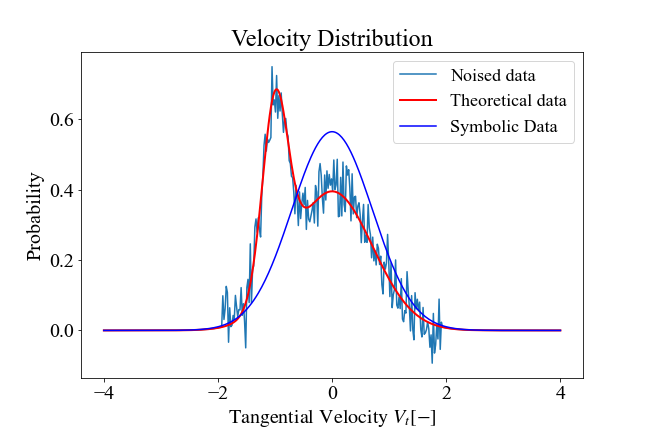 Velocity Distribution
Noised data
Theoretical data
Symbolic Data
Probability
0.6
0.4
0.2
0.0
−4
−2
0
2
4
Tangential Velocity V_t[−]